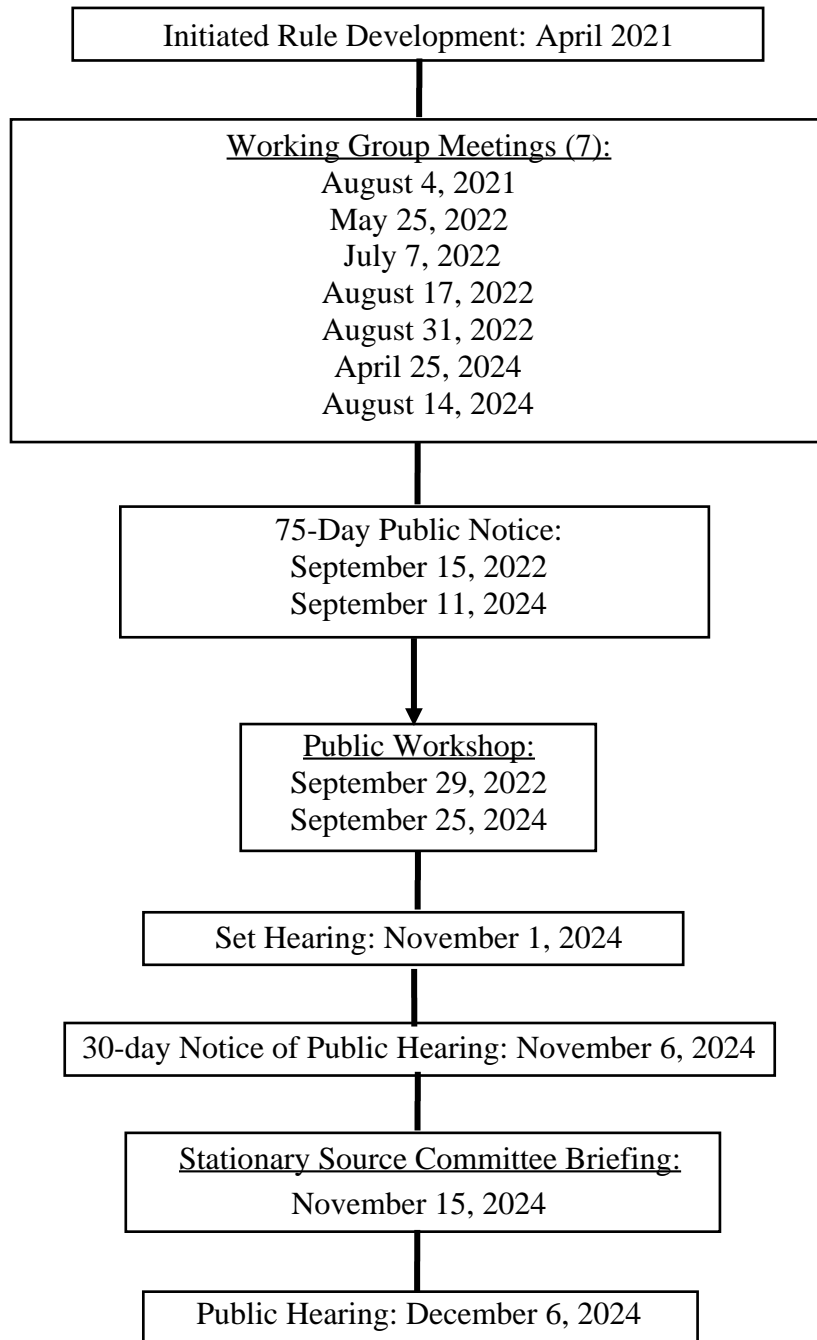 Initiated Rule Development: April 2021
Working Group Meetings (7):
August 4, 2021
May 25, 2022
July 7, 2022
August 17, 2022
August 31, 2022
April 25, 2024
August 14, 2024
75-Day Public Notice:
September 15, 2022
September 11, 2024
Public Workshop:
September 29, 2022
September 25, 2024
Set Hearing: November 1, 2024
30-day Notice of Public Hearing: November 6, 2024
Stationary Source Committee Briefing:
November 15, 2024
Public Hearing: December 6, 2024